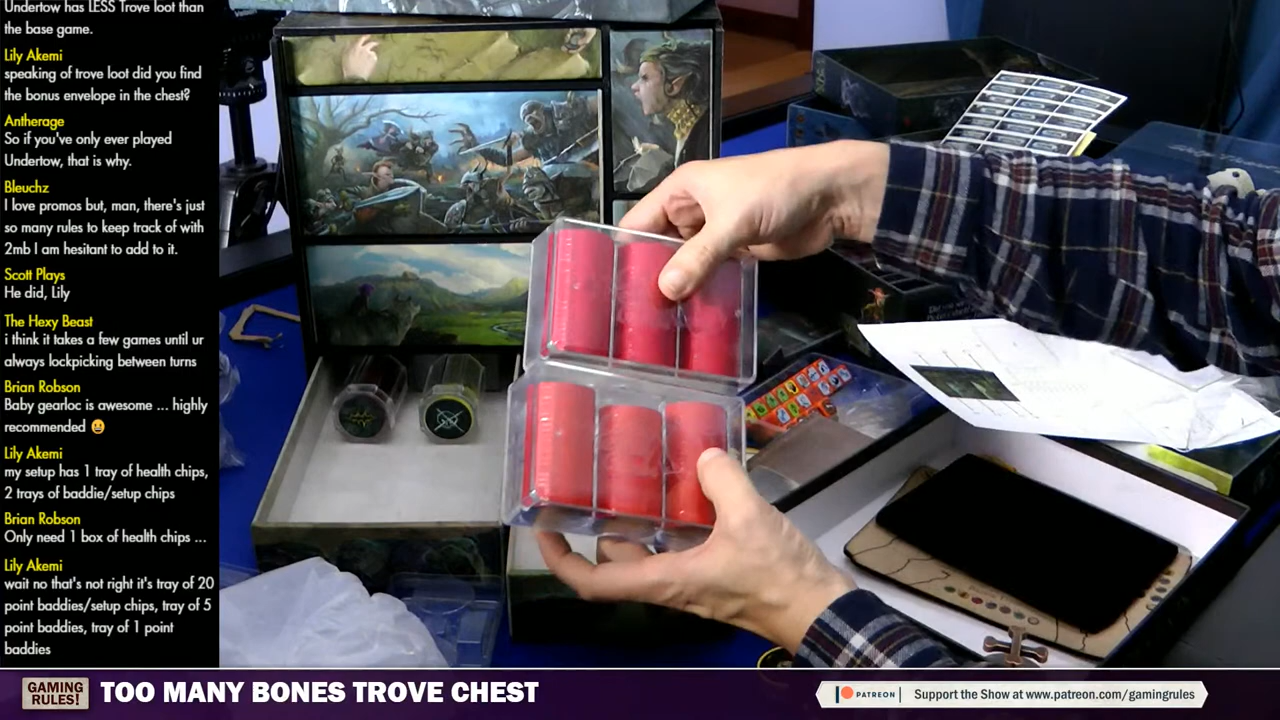 Undertow has LESS Trove loot than
the base game.
Lily Akemi
speaking of trove loot did you find
the bonus envelope in the chest?
Antherage
So if you've only ever played
Undertow, that is why.
Bleuchz
I love promos but, man, there's just
so many rules to keep track of with
2mb I am hesitant to add to it.
Scott Plays
He did, Lily
The Hexy Beast
i think it takes a few games until ur
always lockpicking between turns
Brian Robson
Baby gearloc is awesome ... highly
recommended 😀
Lily Akemi
my setup has 1 tray of health chips,
2 trays of baddie/setup chips
Brian Robson
Only need 1 box of health chips ...
Lily Akemi
wait no that's not right it's tray of 20
point baddies/setup chips, tray of 5
point baddies, tray of 1 point
baddies
GAMING
RULES!
TOO MANY BONES TROVE CHEST
PATREON
Support the Show at www.patreon.com/gamingrules